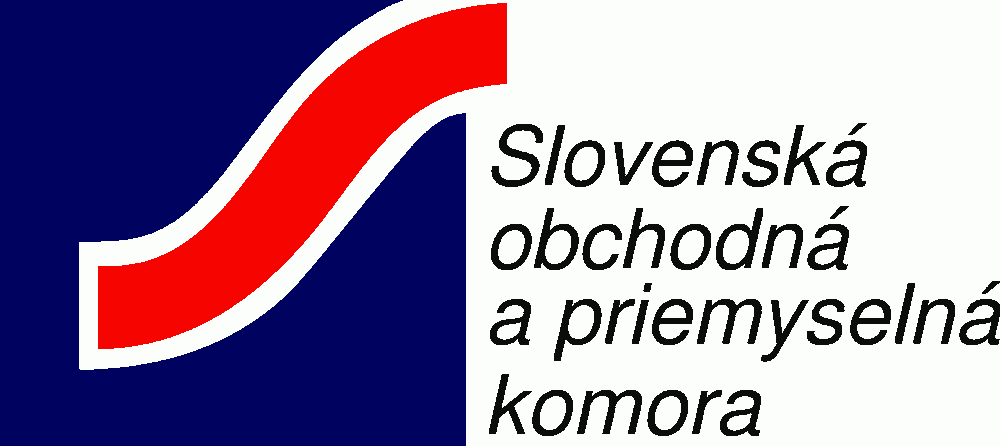 Slovenská
obchodná
a priemyselná
komora